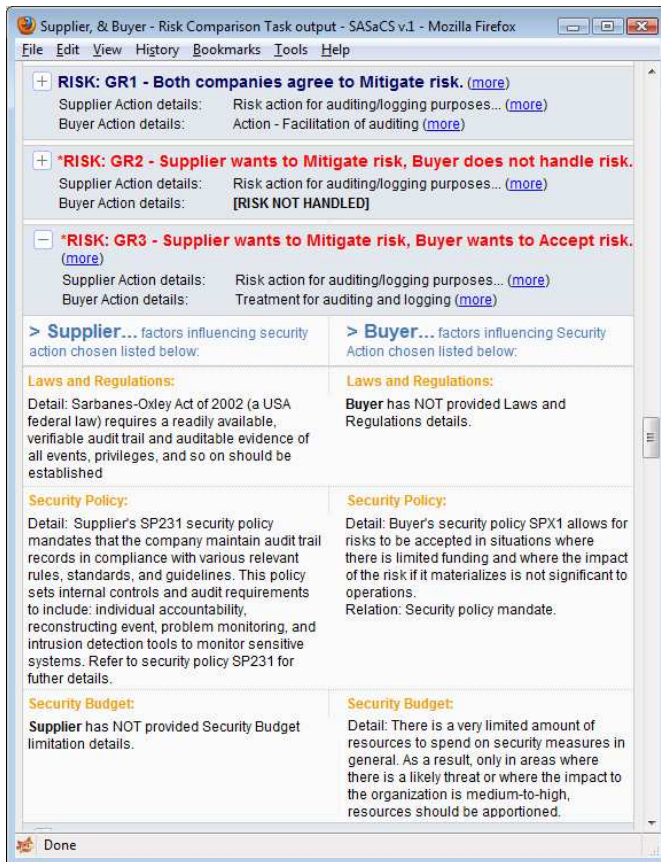 Supplier, & Buyer - Risk Comparison Task output - SASaCS v.1 - Mozilla Firefox
File Edit View History Bookmarks Tools Help
RISK: GR1 - Both companies agree to Mitigate risk. (more)
Supplier Action details: Risk action for auditing/logging purposes... (more)
Buyer Action details: Action - Facilitation of auditing (more)
*RISK: GR2 - Supplier wants to Mitigate risk, Buyer does not handle risk.
Supplier Action details: Risk action for auditing/logging purposes... (more)
Buyer Action details: [RISK NOT HANDLED]
*RISK: GR3 - Supplier wants to Mitigate risk, Buyer wants to Accept risk.
(more)
Supplier Action details: Risk action for auditing/logging purposes... (more)
Buyer Action details: Treatment for auditing and logging (more)
> Supplier... factors influencing security
action chosen listed below:
> Buyer... factors influencing Security
Action chosen listed below:
Laws and Regulations:
Detail: Sarbanes-Oxley Act of 2002 (a USA
federal law) requires a readily available,
verifiable audit trail and auditable evidence of
all events, privileges, and so on should be
established
Laws and Regulations:
Buyer has NOT provided Laws and
Regulations details.
Security Policy:
Detail: Supplier's SP231 security policy
mandates that the company maintain audit trail
records in compliance with various relevant
rules, standards, and guidelines. This policy
sets internal controls and audit requirements
to include: individual accountability,
reconstructing event, problem monitoring, and
intrusion detection tools to monitor sensitive
systems. Refer to security policy SP231 for
futher details.
Security Policy:
Detail: Buyer's security policy SPX1 allows for
risks to be accepted in situations where
there is limited funding and where the impact
of the risk if it materializes is not significant to
operations.
Relation: Security policy mandate.
Security Budget:
Supplier has NOT provided Security Budget
limitation details.
Security Budget:
Detail: There is a very limited amount of
resources to spend on security measures in
general. As a result, only in areas where
there is a likely threat or where the impact to
the organization is medium-to-high,
resources should be apportioned.
Done